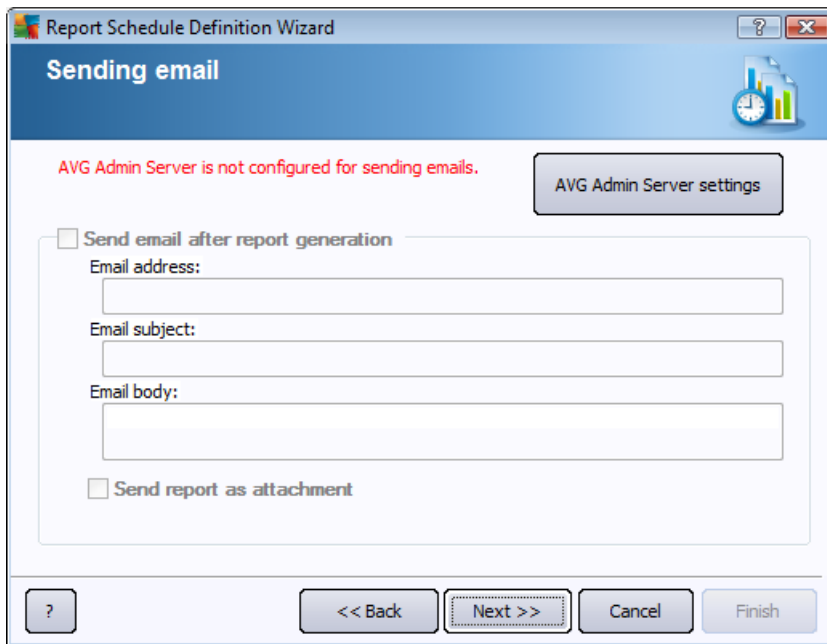 Report Schedule Definition Wizard
?
Sending email
AVG Admin Server is not configured for sending emails.
AVG Admin Server settings
Send email after report generation
Email address:
Email subject:
Email body:
Send report as attachment
?
<< Back
Next >>
Cancel
Finish